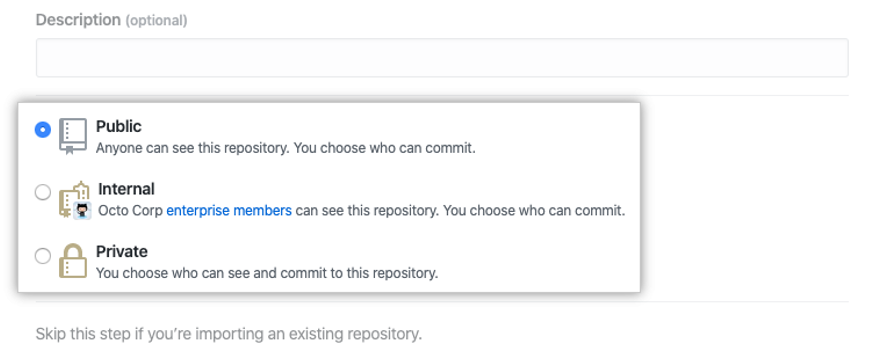 Description (optional)
Public
Anyone can see this repository. You choose who can commit.
Internal
Octo Corp enterprise members can see this repository. You choose who can commit.
Private
You choose who can see and commit to this repository.
Skip this step if you’re importing an existing repository.